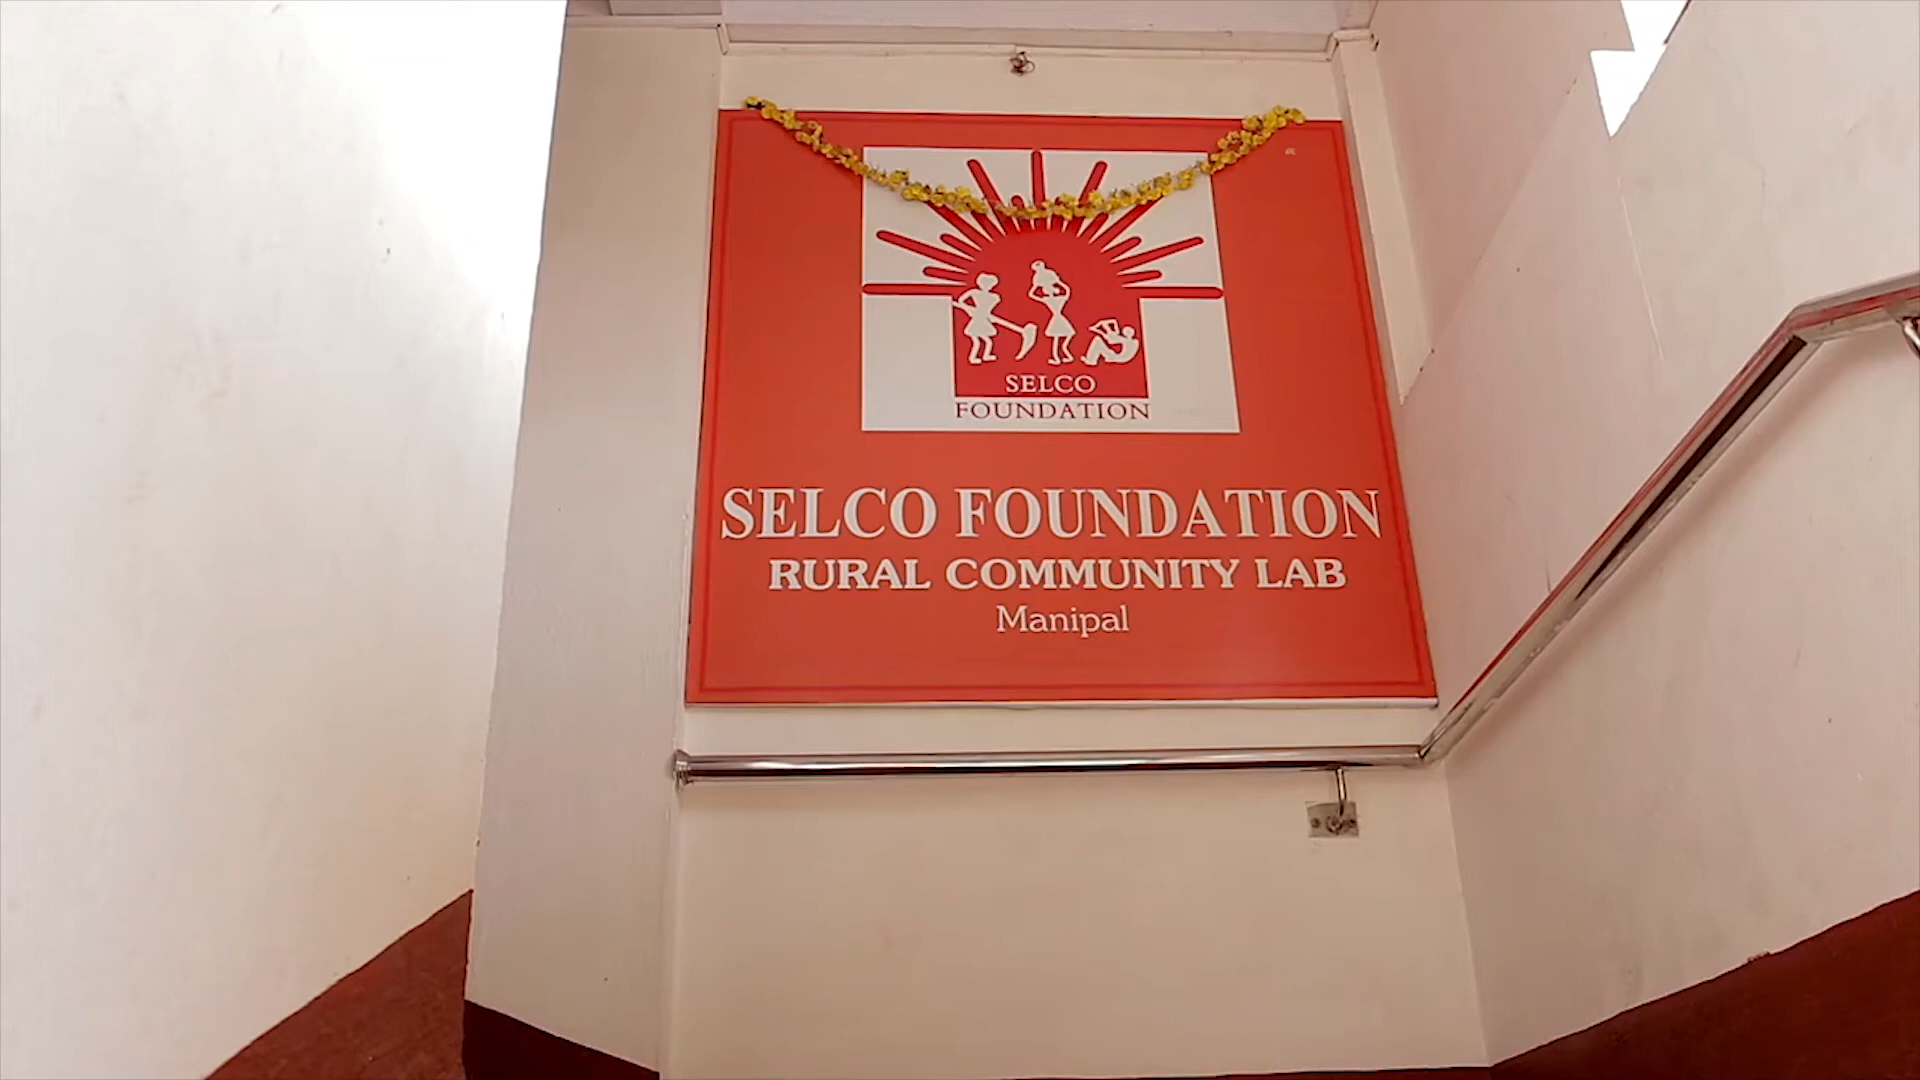 SELCO
FOUNDATION
SELCO FOUNDATION
RURAL COMMUNITY LAB
Manipal